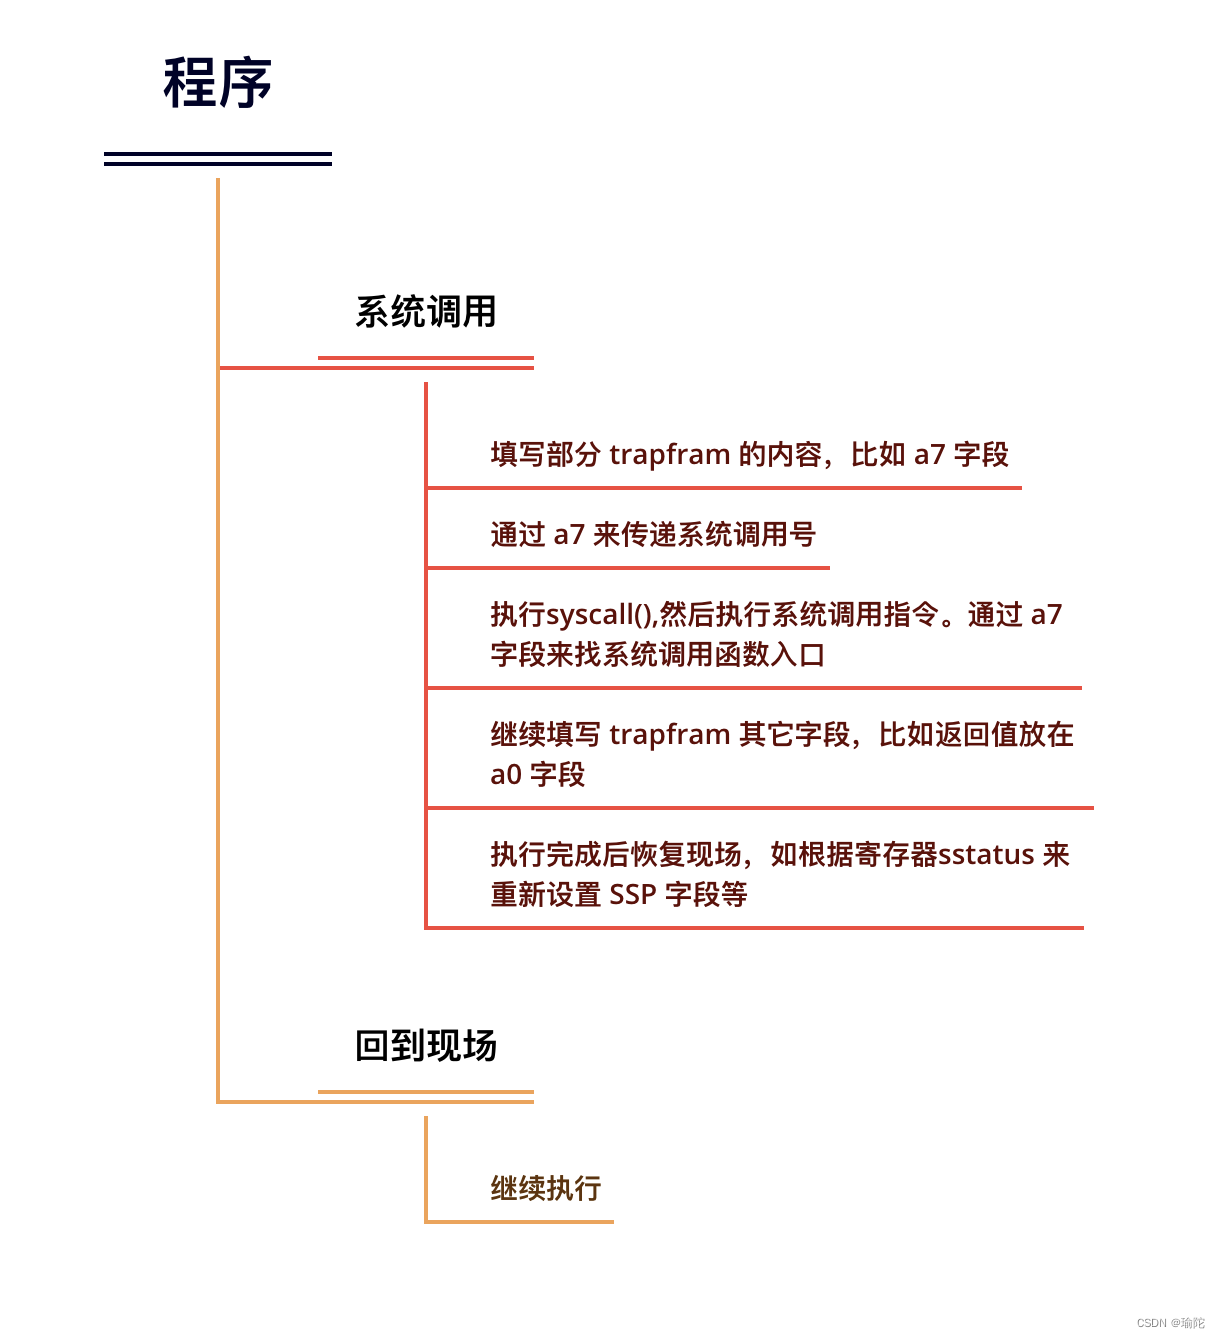 程序
系统调用
填写部分 trapfram 的内容，比如 a7 字段
通过 a7 来传递系统调用号
执行syscall(),然后执行系统调用指令。通过 a7
字段来找系统调用函数入口
继续填写 trapfram 其它字段，比如返回值放在
a0 字段
执行完成后恢复现场，如根据寄存器sstatus 来
重新设置 SSP 字段等
回到现场
继续执行
CSDN @瑜陀